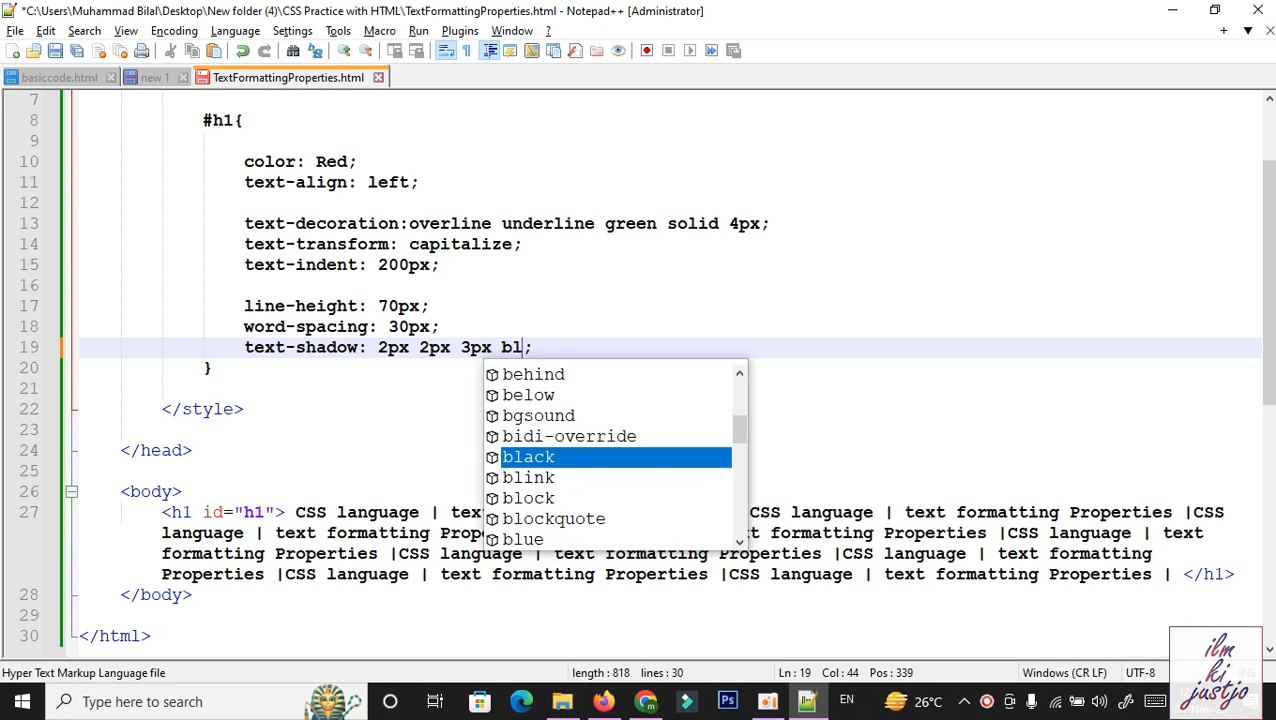 *C:\Users\Muhammad Bilal\Desktop\New folder (4)\CSS Practice with HTML\TextFormattingProperties.html - Notepad++ [Administrator]
File Edit Search View Encoding Language Settings Tools Macro Run Plugins Window ?
basiccode.html new 1 TextFormattingProperties.html
7
8 #h1{
9
10 color: Red;
11 text-align: left;
12
13 text-decoration:overline underline green solid 4px;
14 text-transform: capitalize;
15 text-indent: 200px;
16
17 line-height: 70px;
18 word-spacing: 30px;
19 text-shadow: 2px 2px 3px bl;
20 }
21
22 </style>
23
24 </head>
25
26 <body>
27 <h1 id="h1"> CSS language | tex CSS language | text formatting Properties |CSS
language | text formatting Properties | text
formatting Properties |CSS language | text formatting Properties |CSS language | text formatting
Properties |CSS language | text formatting Properties |CSS language | text formatting Properties | </h1>
28 </body>
29
30 </html>
behind
below
bgsound
bidi-override
black
blink
block
blockquote
blue
Hyper Text Markup Language file length : 818 lines : 30 Ln : 19 Col : 44 Pos : 339 Windows (CR LF) UTF-8 INS
Type here to search EN 26°C
ilm
ki
justjo